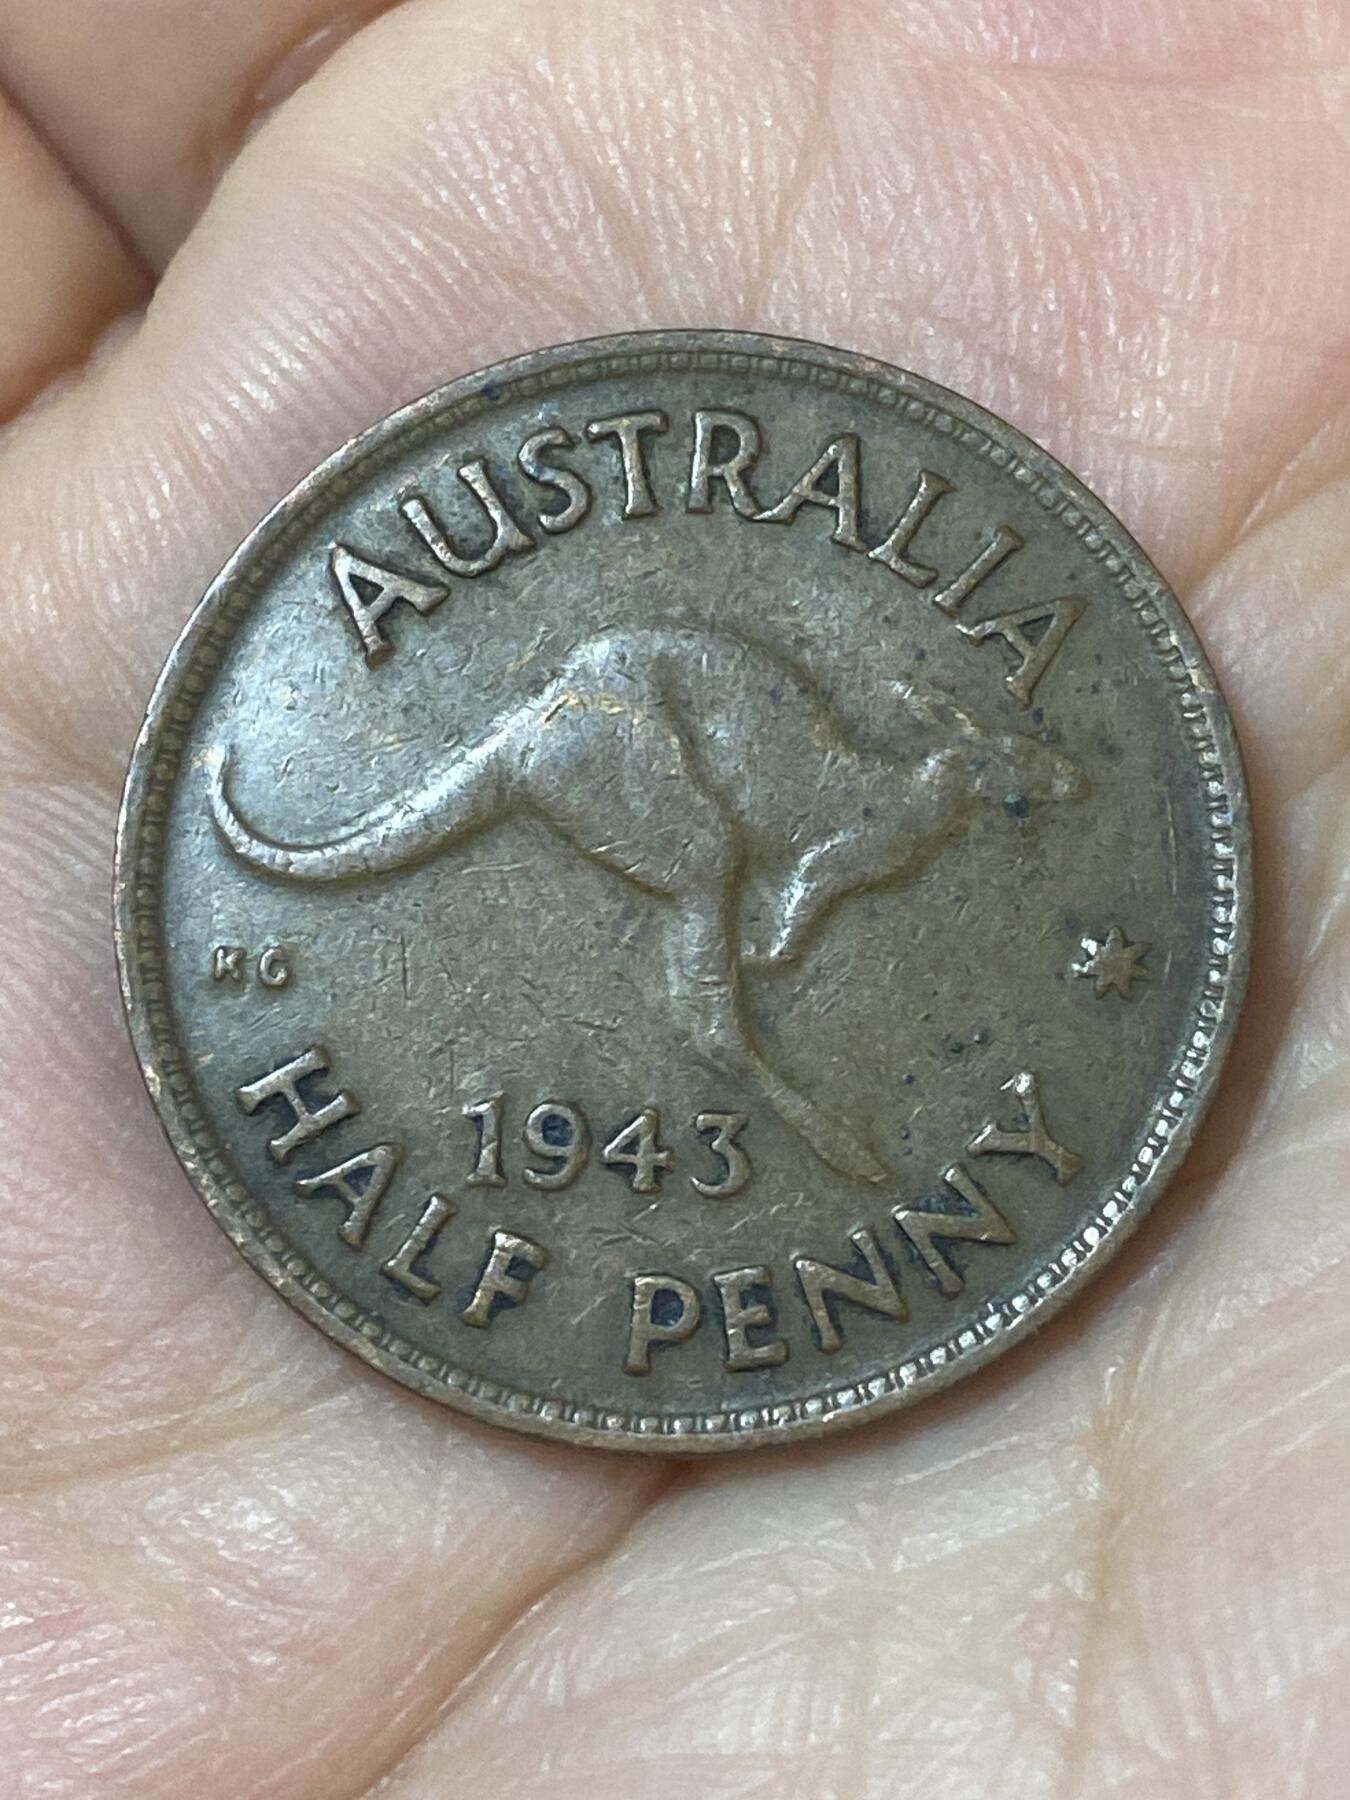 AUSTRALIA
KG
1943
HALF PENNY